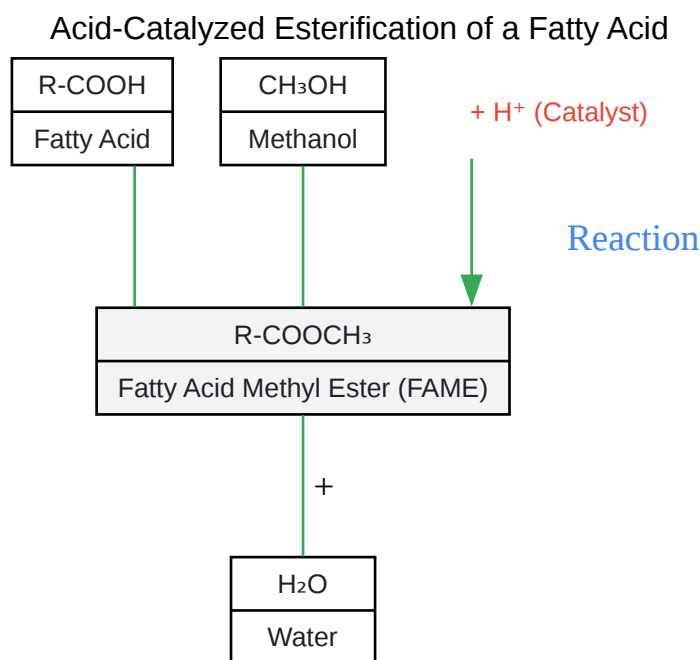 Acid-Catalyzed Esterification of a Fatty Acid
R-COOH
Fatty Acid
CH₃OH
Methanol
+ H⁺ (Catalyst)
Reaction
R-COOCH₃
Fatty Acid Methyl Ester (FAME)
+
H₂O
Water